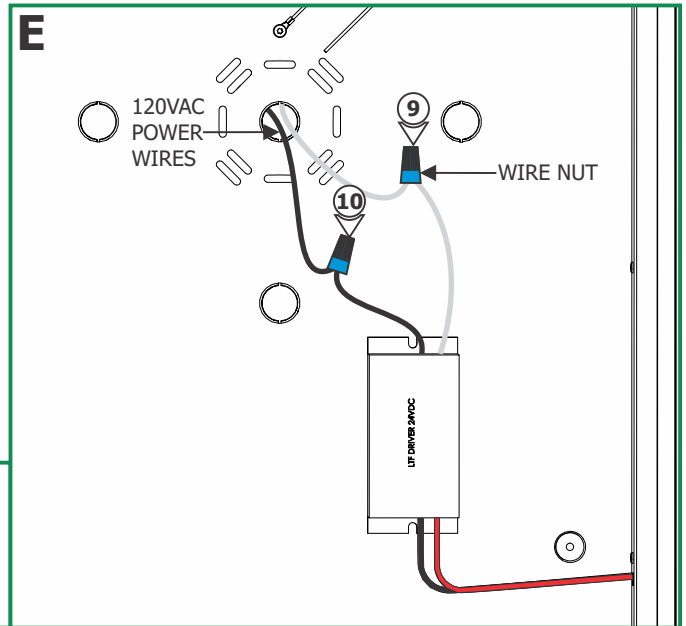 E
120VAC
POWER
WIRES
9
WIRE NUT
10
LTF DRIVER 24VDC